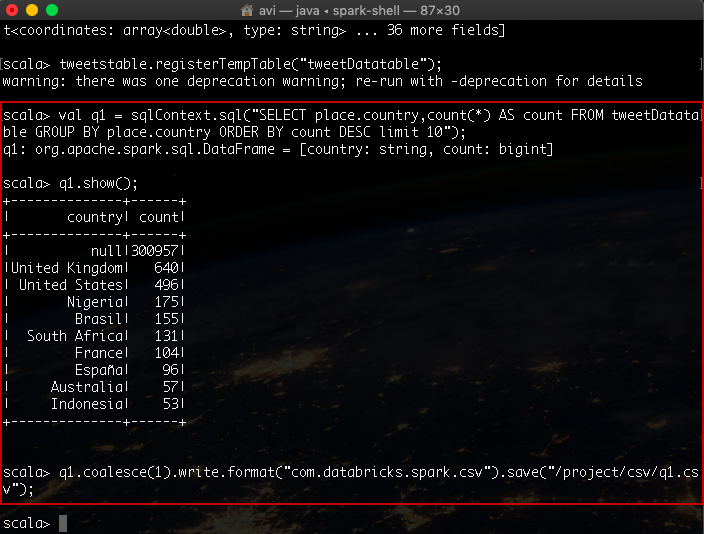 avi — java ◂ spark-shell — 87×30
t<coordinates: array<double>, type: string> ... 36 more fields]
scala> tweetstable.registerTempTable("tweetDatatable");
warning: there was one deprecation warning; re-run with -deprecation for details
scala> val q1 = sqlContext.sql("SELECT place.country,count(*) AS count FROM tweetDatata
ble GROUP BY place.country ORDER BY count DESC limit 10");
q1: org.apache.spark.sql.DataFrame = [country: string, count: bigint]
scala> q1.show();
+--------------+------+
|       country| count|
+--------------+------+
|          null|300957|
|United Kingdom|   640|
| United States|   496|
|       Nigeria|   175|
|        Brasil|   155|
|  South Africa|   131|
|        France|   104|
|        España|    96|
|     Australia|    57|
|     Indonesia|    53|
+--------------+------+
scala> q1.coalesce(1).write.format("com.databricks.spark.csv").save("/project/csv/q1.cs
v");
scala>